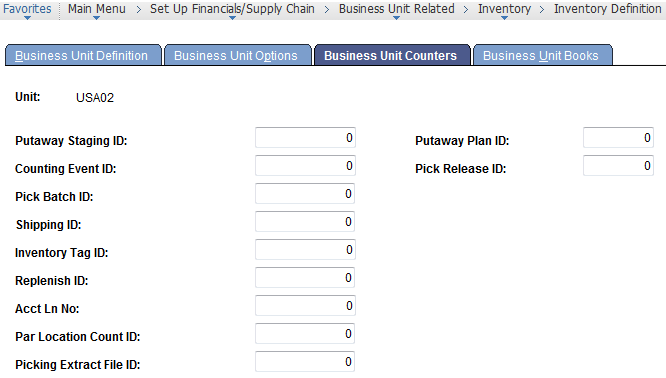 Favorites Main Menu > Set Up Financials/Supply Chain > Business Unit Related > Inventory > Inventory Definition
Business Unit Definition Business Unit Options Business Unit Counters Business Unit Books
Unit: USA02
Putaway Staging ID: 0 Putaway Plan ID: 0
Counting Event ID: 0 Pick Release ID: 0
Pick Batch ID: 0
Shipping ID: 0
Inventory Tag ID: 0
Replenish ID: 0
Acct Ln No: 0
Par Location Count ID: 0
Picking Extract File ID: 0